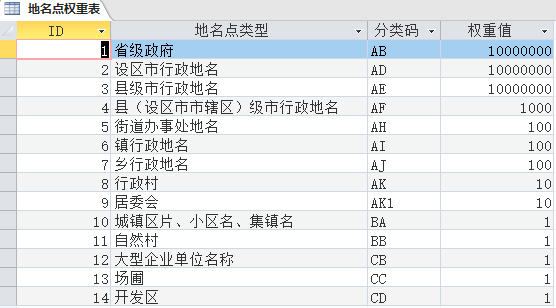 地名点权重表
ID 地名点类型 分类码 权重值
1 省级政府 AB 10000000
2 设区市行政地名 AD 10000000
3 县级市行政地名 AE 10000000
4 县（设区市市辖区）级市行政地名 AF 1000
5 街道办事处地名 AH 100
6 镇行政地名 AI 100
7 乡行政地名 AJ 100
8 行政村 AK 10
9 居委会 AK1 10
10 城镇区片、小区名、集镇名 BA 1
11 自然村 BB 1
12 大型企业单位名称 CB 1
13 场圃 CC 1
14 开发区 CD 1